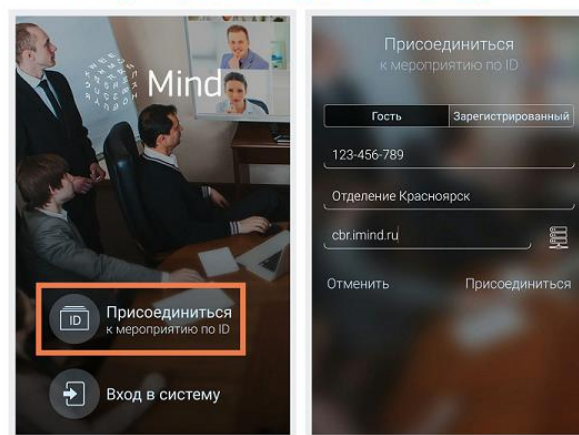 Mind
ID
Присоединиться
к мероприятию по ID
Вход в систему
Присоединиться
к мероприятию по ID
Гость
Зарегистрированный
123-456-789
Отделение Красноярск
cbr.imind.ru
Отменить
Присоединиться